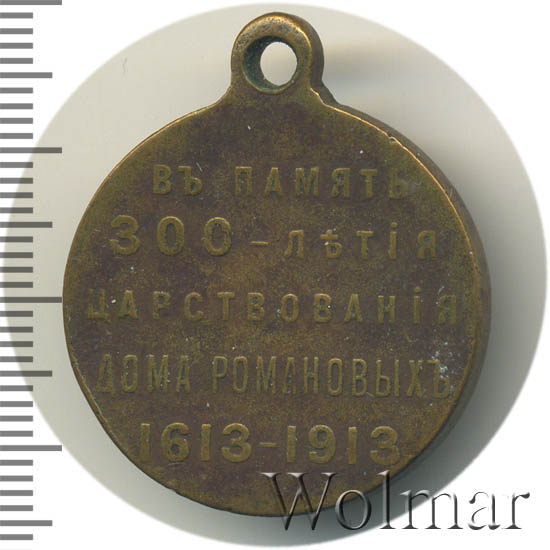 ВЪ ПАМЯТЬ
300-ЛѢТІЯ
ЦАРСТВОВАНІЯ
ДОМА РОМАНОВЫХЪ
1613-1913
Wolmar